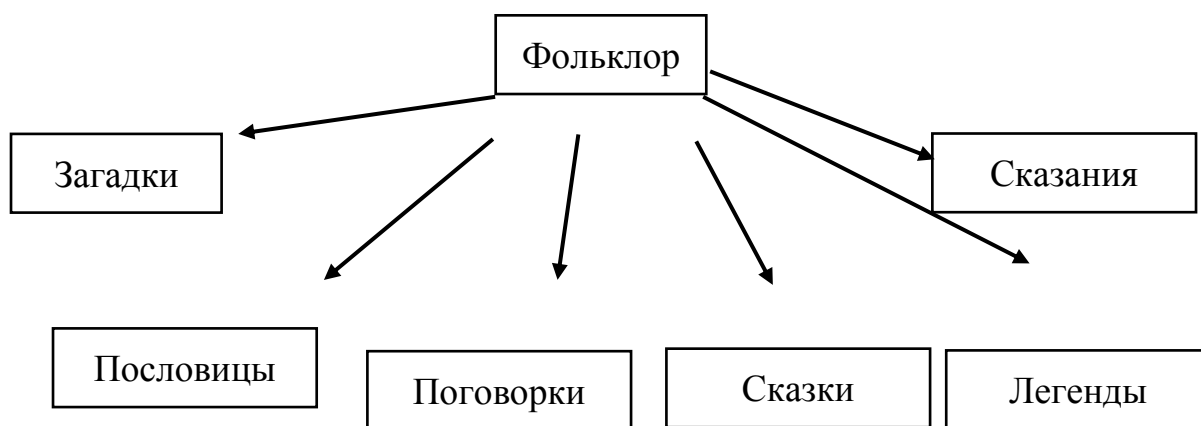 Фольклор
Загадки
Сказания
Пословицы
Поговорки
Сказки
Легенды